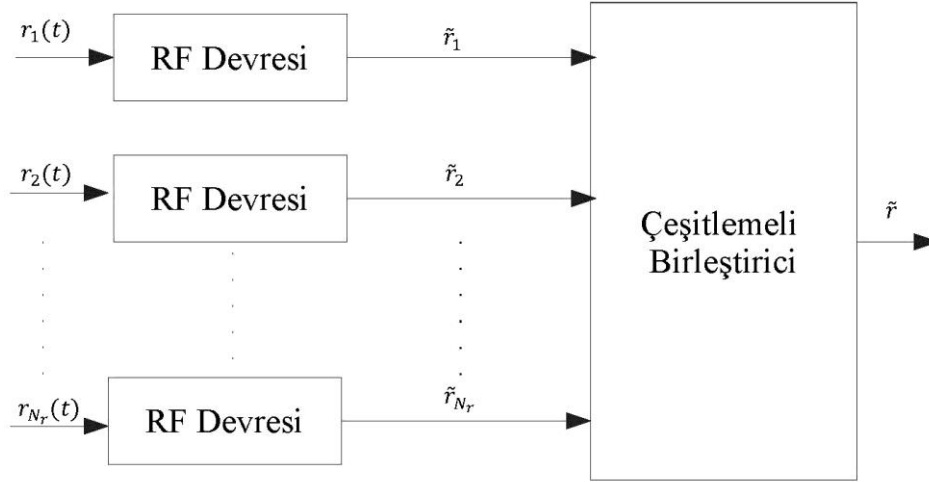 r₁(t)
RF Devresi
r̃₁
r₂(t)
RF Devresi
r̃₂
Çeşitlemeli
Birleştirici
r̃
r_{N_r}(t)
RF Devresi
r̃_{N_r}